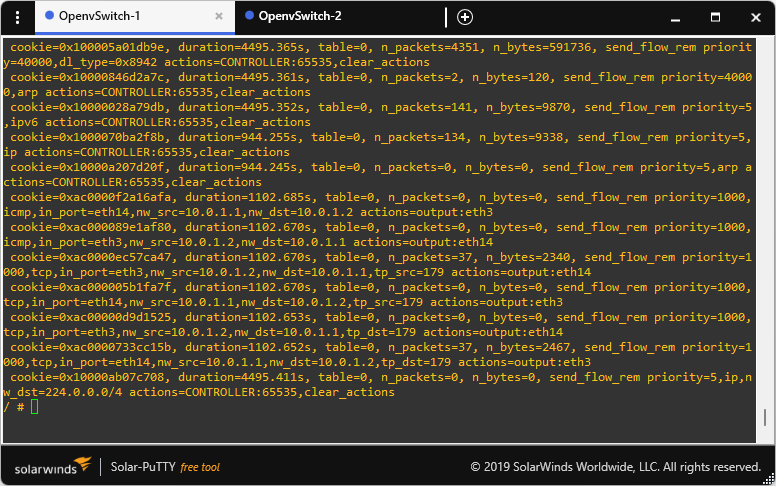 OpenvSwitch-1
OpenvSwitch-2
cookie=0x100005a01db9e, duration=4495.365s, table=0, n_packets=4351, n_bytes=591736, send_flow_rem priorit
y=40000,dl_type=0x8942 actions=CONTROLLER:65535,clear_actions
cookie=0x10000846d2a7c, duration=4495.361s, table=0, n_packets=2, n_bytes=120, send_flow_rem priority=4000
0,arp actions=CONTROLLER:65535,clear_actions
cookie=0x10000028a79db, duration=4495.352s, table=0, n_packets=141, n_bytes=9870, send_flow_rem priority=5
,ipv6 actions=CONTROLLER:65535,clear_actions
cookie=0x1000070ba2f8b, duration=944.255s, table=0, n_packets=134, n_bytes=9338, send_flow_rem priority=5,
ip actions=CONTROLLER:65535,clear_actions
cookie=0x10000a207d20f, duration=944.245s, table=0, n_packets=0, n_bytes=0, send_flow_rem priority=5,arp a
ctions=CONTROLLER:65535,clear_actions
cookie=0xac0000f2a16afa, duration=1102.685s, table=0, n_packets=0, n_bytes=0, send_flow_rem priority=1000,
icmp,in_port=eth14,nw_src=10.0.1.1,nw_dst=10.0.1.2 actions=output:eth3
cookie=0xac000089e1af80, duration=1102.670s, table=0, n_packets=0, n_bytes=0, send_flow_rem priority=1000,
icmp,in_port=eth3,nw_src=10.0.1.2,nw_dst=10.0.1.1 actions=output:eth14
cookie=0xac0000ec57ca47, duration=1102.670s, table=0, n_packets=37, n_bytes=2340, send_flow_rem priority=1
000,tcp,in_port=eth3,nw_src=10.0.1.2,nw_dst=10.0.1.1,tp_src=179 actions=output:eth14
cookie=0xac000005b1fa7f, duration=1102.670s, table=0, n_packets=0, n_bytes=0, send_flow_rem priority=1000,
tcp,in_port=eth14,nw_src=10.0.1.1,nw_dst=10.0.1.2,tp_src=179 actions=output:eth3
cookie=0xac00000d9d1525, duration=1102.653s, table=0, n_packets=0, n_bytes=0, send_flow_rem priority=1000,
tcp,in_port=eth3,nw_src=10.0.1.2,nw_dst=10.0.1.1,tp_dst=179 actions=output:eth14
cookie=0xac0000733cc15b, duration=1102.652s, table=0, n_packets=37, n_bytes=2467, send_flow_rem priority=1
000,tcp,in_port=eth14,nw_src=10.0.1.1,nw_dst=10.0.1.2,tp_dst=179 actions=output:eth3
cookie=0x10000ab07c708, duration=4495.411s, table=0, n_packets=0, n_bytes=0, send_flow_rem priority=5,ip,n
w_dst=224.0.0.0/4 actions=CONTROLLER:65535,clear_actions
/ #
solarwinds Solar-PuTTY free tool © 2019 SolarWinds Worldwide, LLC. All rights reserved.